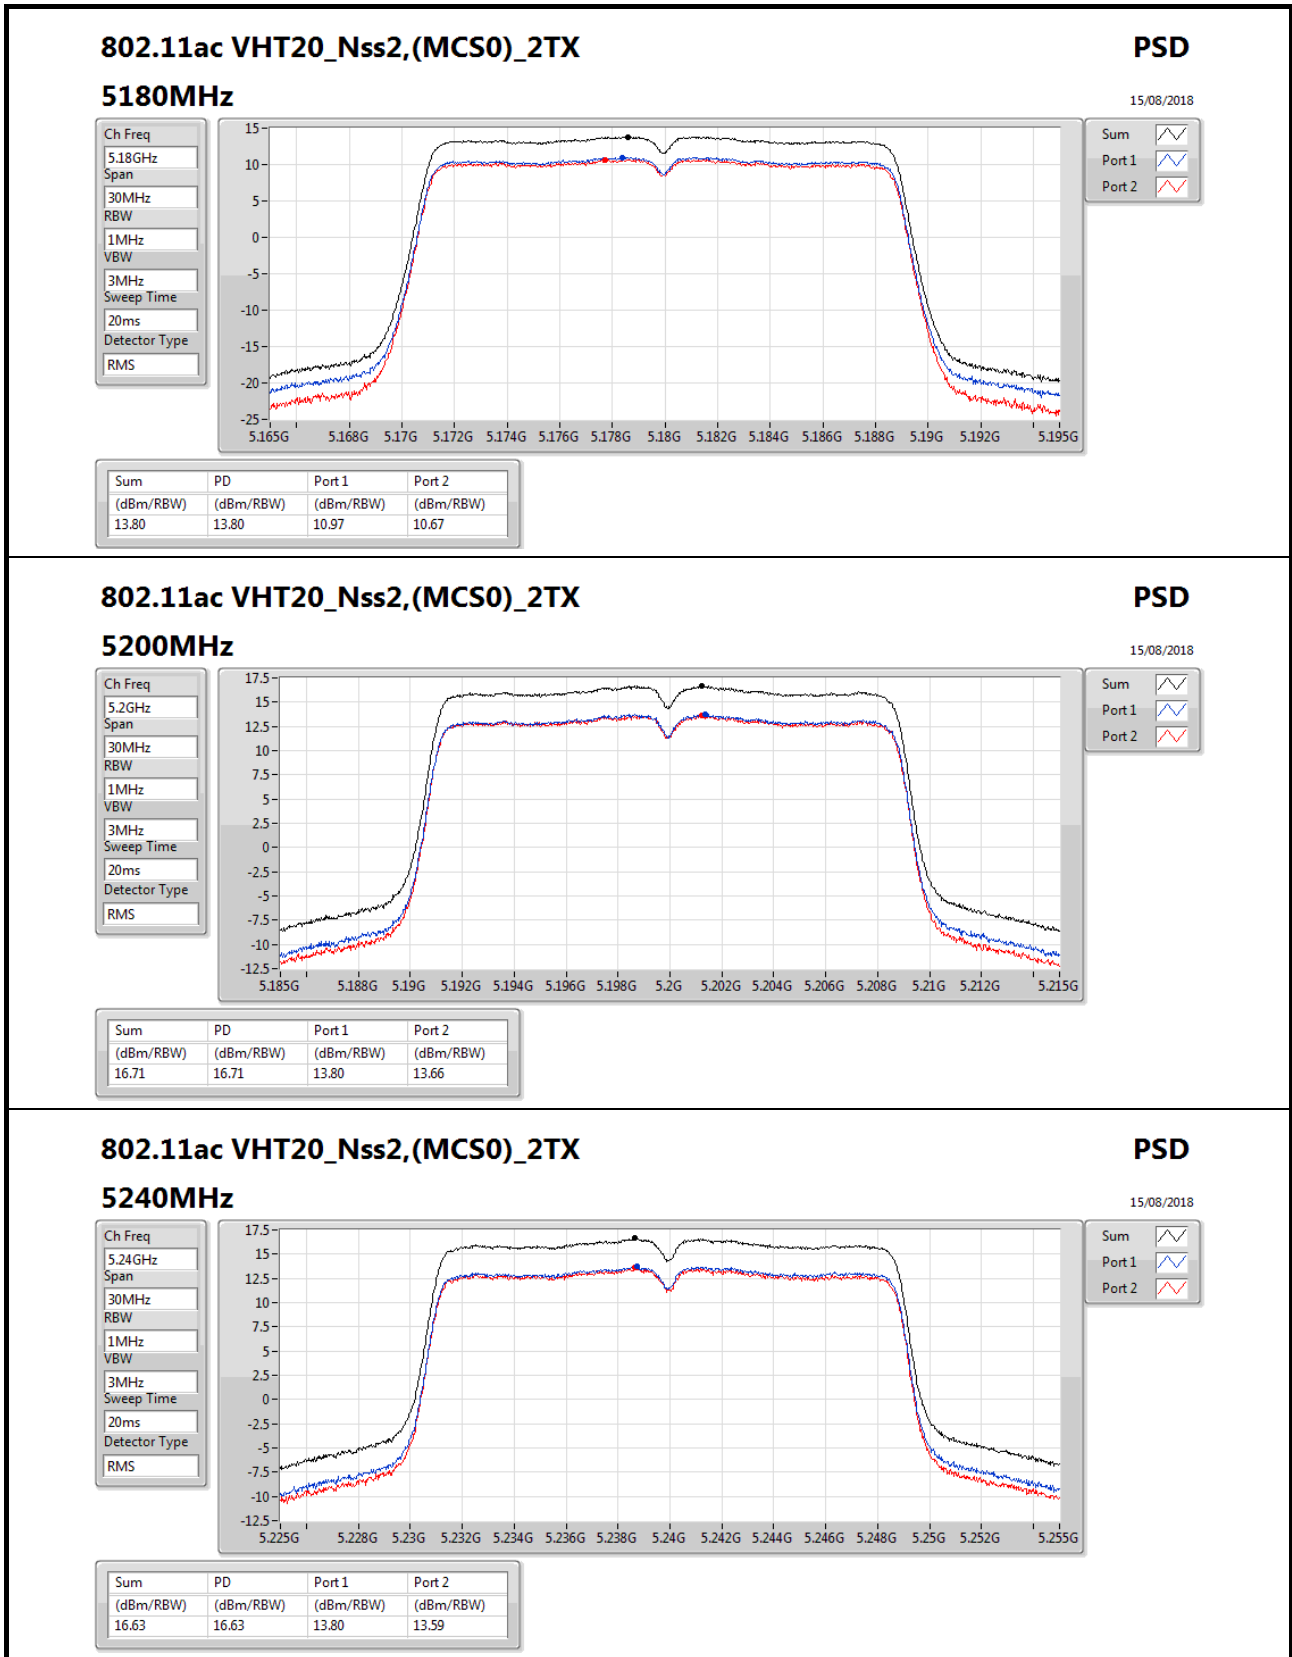 802.11ac VHT20_Nss2,(MCS0)_2TX PSD
5180MHz
15/08/2018
Ch Freq
5.18GHz
Span
30MHz
RBW
1MHz
VBW
3MHz
Sweep Time
20ms
Detector Type
RMS
15
10
5
0
-5
-10
-15
-20
-25
5.165G 5.168G 5.17G 5.172G 5.174G 5.176G 5.178G 5.18G 5.182G 5.184G 5.186G 5.188G 5.19G 5.192G 5.195G
Sum
Port 1
Port 2
Sum PD Port 1 Port 2
(dBm/RBW) (dBm/RBW) (dBm/RBW) (dBm/RBW)
13.80 13.80 10.97 10.67
802.11ac VHT20_Nss2,(MCS0)_2TX PSD
5200MHz
15/08/2018
Ch Freq
5.2GHz
Span
30MHz
RBW
1MHz
VBW
3MHz
Sweep Time
20ms
Detector Type
RMS
17.5
15
12.5
10
7.5
5
2.5
0
-2.5
-5
-7.5
-10
-12.5
5.185G 5.188G 5.19G 5.192G 5.194G 5.196G 5.198G 5.2G 5.202G 5.204G 5.206G 5.208G 5.21G 5.212G 5.215G
Sum
Port 1
Port 2
Sum PD Port 1 Port 2
(dBm/RBW) (dBm/RBW) (dBm/RBW) (dBm/RBW)
16.71 16.71 13.80 13.66
802.11ac VHT20_Nss2,(MCS0)_2TX PSD
5240MHz
15/08/2018
Ch Freq
5.24GHz
Span
30MHz
RBW
1MHz
VBW
3MHz
Sweep Time
20ms
Detector Type
RMS
17.5
15
12.5
10
7.5
5
2.5
0
-2.5
-5
-7.5
-10
-12.5
5.225G 5.228G 5.23G 5.232G 5.234G 5.236G 5.238G 5.24G 5.242G 5.244G 5.246G 5.248G 5.25G 5.252G 5.255G
Sum
Port 1
Port 2
Sum PD Port 1 Port 2
(dBm/RBW) (dBm/RBW) (dBm/RBW) (dBm/RBW)
16.63 16.63 13.80 13.59